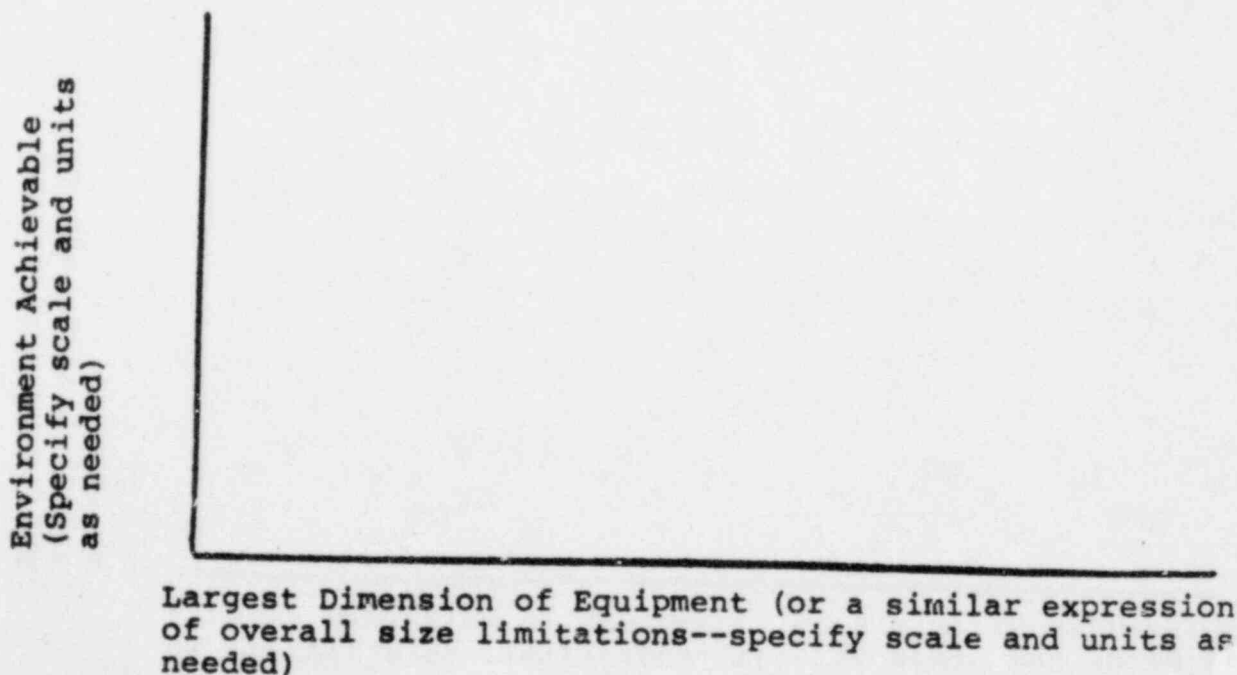 Environment Achievable
(Specify scale and units
as needed)
Largest Dimension of Equipment (or a similar expression
of overall size limitations--specify scale and units as
needed)